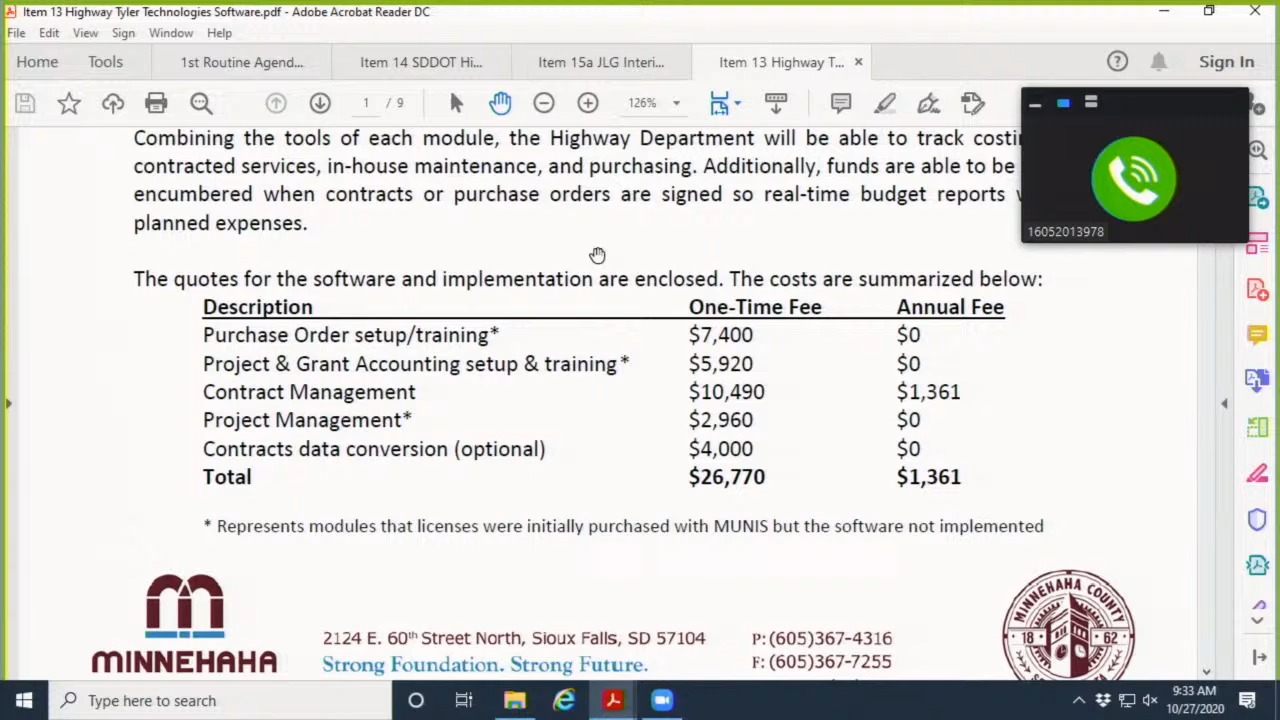 Item 13 Highway Tyler Technologies Software.pdf - Adobe Acrobat Reader DC
File Edit View Sign Window Help
Home Tools 1st Routine Agend... Item 14 SDDOT Hi... Item 15a JLG Interi... Item 13 Highway T... × Sign In
1 / 9 126%
Combining the tools of each module, the Highway Department will be able to track
contracted services, in-house maintenance, and purchasing. Additionally, funds are able to be
encumbered when contracts or purchase orders are signed so real-time budget reports
planned expenses.
16052013978
The quotes for the software and implementation are enclosed. The costs are summarized below:
Description One-Time Fee Annual Fee
Purchase Order setup/training* $7,400 $0
Project & Grant Accounting setup & training* $5,920 $0
Contract Management $10,490 $1,361
Project Management* $2,960 $0
Contracts data conversion (optional) $4,000 $0
Total $26,770 $1,361
* Represents modules that licenses were initially purchased with MUNIS but the software not implemented
MINNEHAHA
2124 E. 60th Street North, Sioux Falls, SD 57104 P: (605)367-4316
Strong Foundation. Strong Future. F: (605)367-7255
MINNEHAHA COUNTY
18 62
Type here to search
9:33 AM
10/27/2020